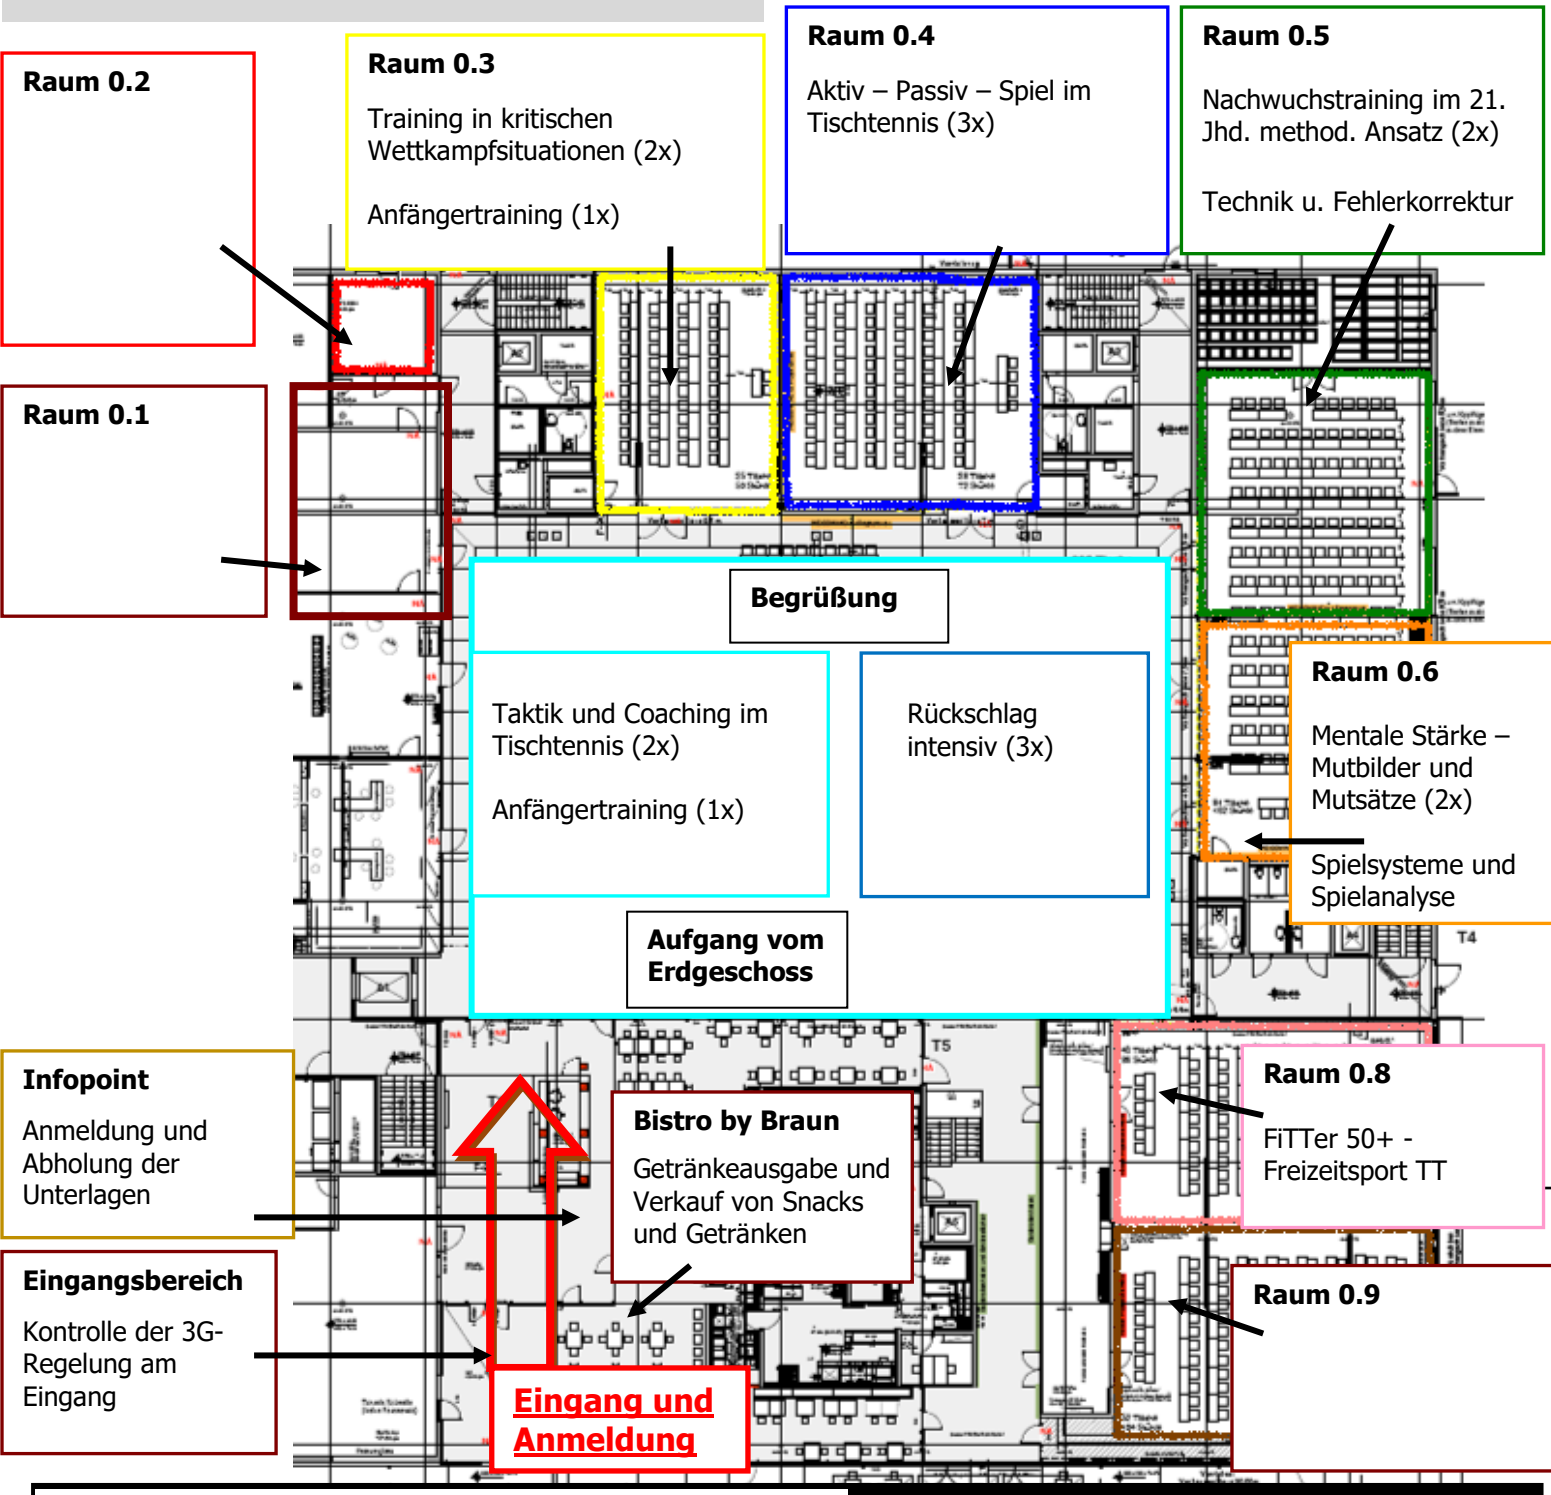 Raum 0.2
Raum 0.3
Training in kritischen
Wettkampfsituationen (2x)
Anfängertraining (1x)
Raum 0.4
Aktiv – Passiv – Spiel im
Tischtennis (3x)
Raum 0.5
Nachwuchstraining im 21.
Jhd. method. Ansatz (2x)
Technik u. Fehlerkorrektur
Raum 0.1
Begrüßung
Taktik und Coaching im
Tischtennis (2x)
Anfängertraining (1x)
Rückschlag
intensiv (3x)
Raum 0.6
Mentale Stärke –
Mutbilder und
Mutsätze (2x)
Spielsysteme und
Spielanalyse
Aufgang vom
Erdgeschoss
T4
T5
Infopoint
Anmeldung und
Abholung der
Unterlagen
Bistro by Braun
Getränkeausgabe und
Verkauf von Snacks
und Getränken
Raum 0.8
FiTTer 50+ -
Freizeitsport TT
Eingangsbereich
Kontrolle der 3G-
Regelung am
Eingang
Raum 0.9
Eingang und
Anmeldung